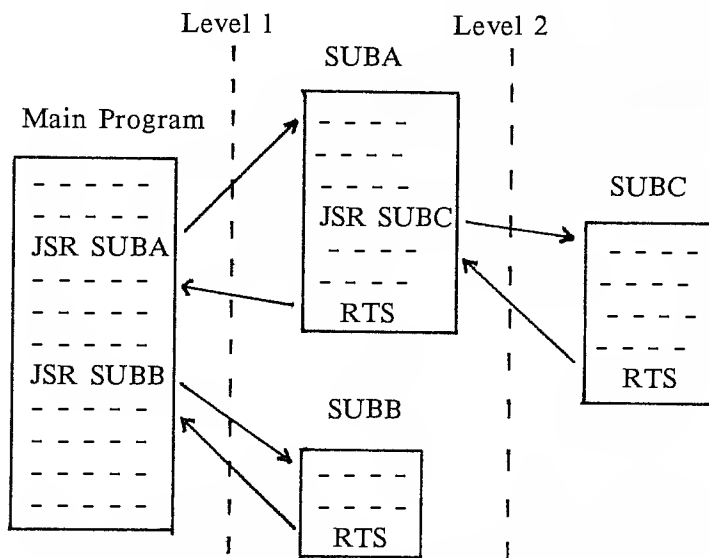 Level 1
Level 2
SUBA
Main Program
- - - - -
- - - - -
JSR SUBA
- - - - -
- - - - -
- - - - -
JSR SUBB
- - - - -
- - - - -
- - - - -
- - - - -
- - - -
- - - -
- - - -
JSR SUBC
- - - -
- - - -
RTS
SUBC
- - - -
- - - -
- - - -
- - - -
RTS
SUBB
- - - -
- - - -
RTS